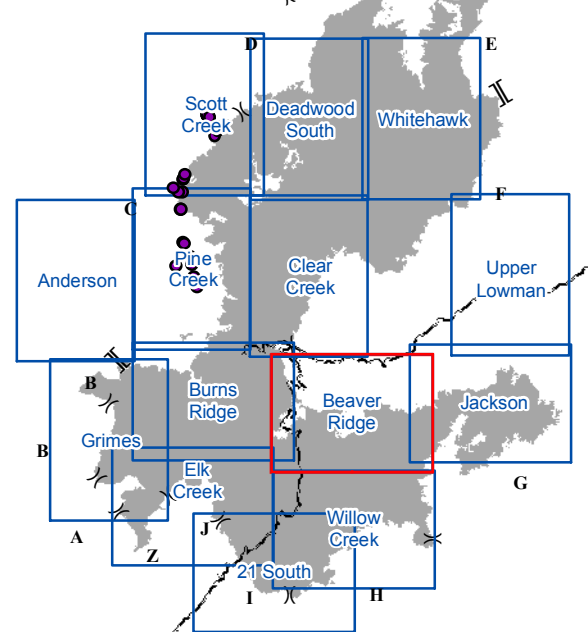 D
E
Scott
Creek
Deadwood
South
Whitehawk
F
C
Anderson
Pine
Creek
Clear
Creek
Upper
Lowman
B
Burns
Ridge
Beaver
Ridge
Jackson
B
Grimes
Elk
Creek
G
A
Z
J
Willow
Creek
21 South
I
H